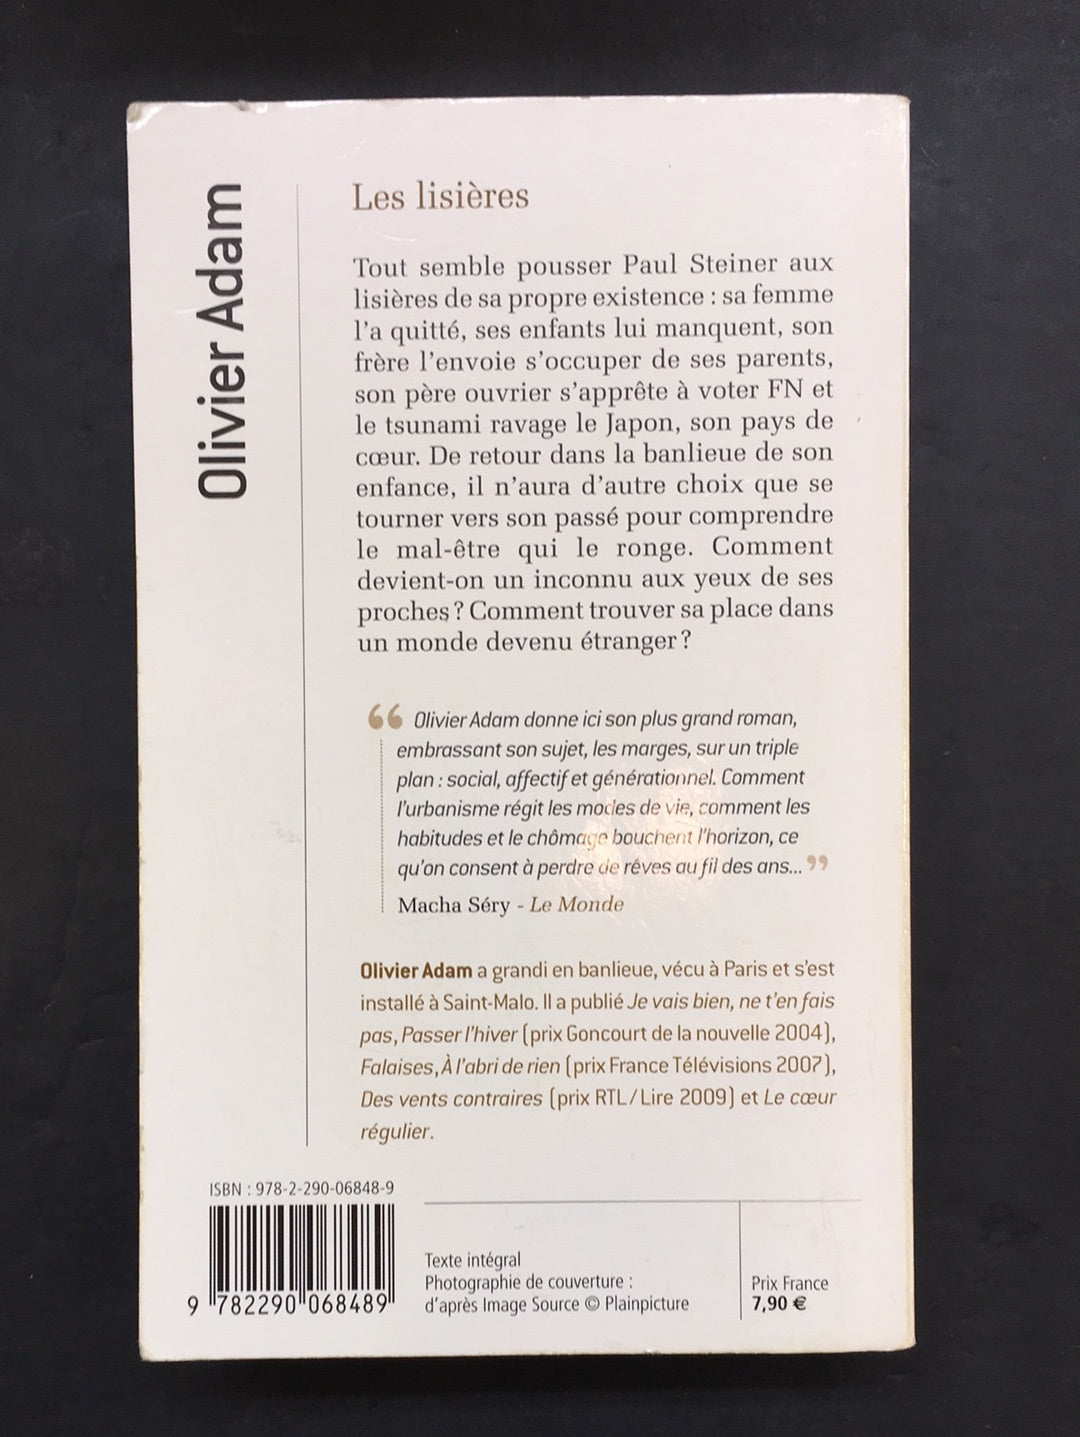 Olivier Adam
Les lisières
Tout semble pousser Paul Steiner aux
lisières de sa propre existence : sa femme
l'a quitté, ses enfants lui manquent, son
frère l'envoie s'occuper de ses parents,
son père ouvrier s'apprête à voter FN et
le tsunami ravage le Japon, son pays de
cœur. De retour dans la banlieue de son
enfance, il n'aura d'autre choix que se
tourner vers son passé pour comprendre
le mal-être qui le ronge. Comment
devient-on un inconnu aux yeux de ses
proches ? Comment trouver sa place dans
un monde devenu étranger ?
“ Olivier Adam donne ici son plus grand roman,
embrassant son sujet, les marges, sur un triple
plan : social, affectif et générationnel. Comment
l'urbanisme régit les modes de vie, comment les
habitudes et le chômage bouchent l'horizon, ce
qu'on consent à perdre de rêves au fil des ans... ”
Macha Séry - Le Monde
Olivier Adam a grandi en banlieue, vécu à Paris et s'est
installé à Saint-Malo. Il a publié Je vais bien, ne t'en fais
pas, Passer l'hiver (prix Goncourt de la nouvelle 2004),
Falaises, À l'abri de rien (prix France Télévisions 2007),
Des vents contraires (prix RTL/Lire 2009) et Le cœur
régulier.
ISBN : 978-2-290-06848-9
9 782290 068489
Texte intégral
Photographie de couverture :
d'après Image Source © Plainpicture
Prix France
7,90 €